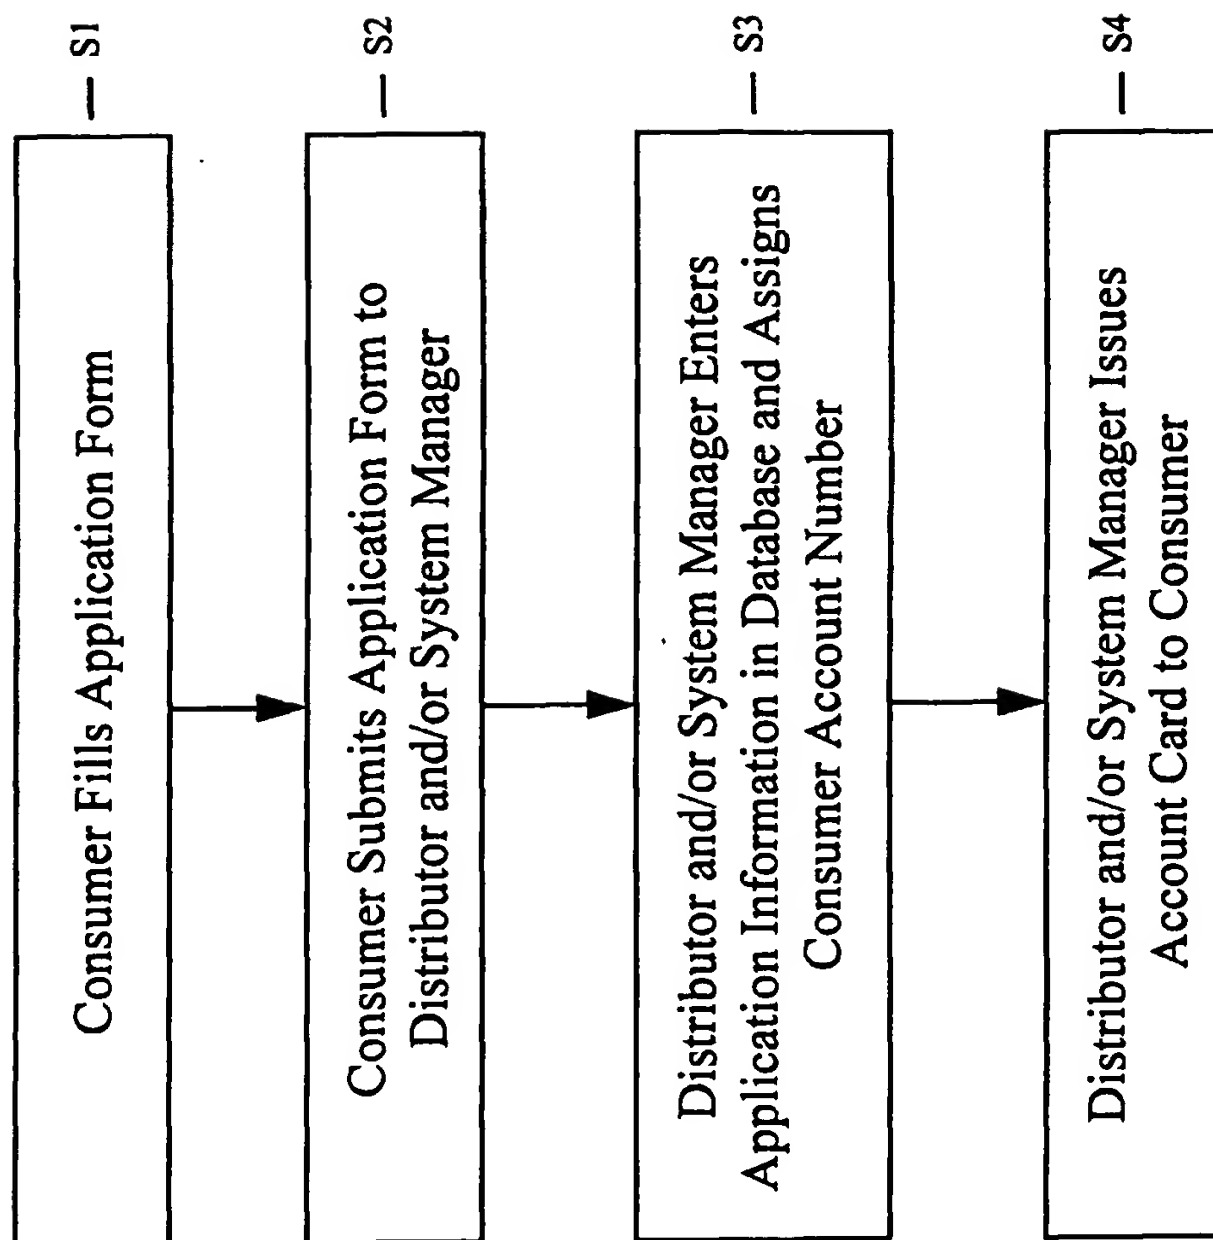 Consumer Fills Application Form
S1
Consumer Submits Application Form to
Distributor and/or System Manager
S2
Distributor and/or System Manager Enters
Application Information in Database and Assigns
Consumer Account Number
S3
Distributor and/or System Manager Issues
Account Card to Consumer
S4